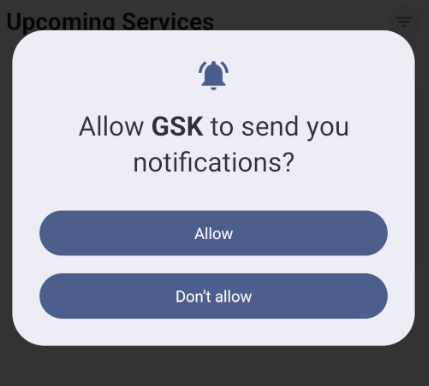 Upcoming Services
Allow GSK to send you
notifications?
Allow
Don't allow